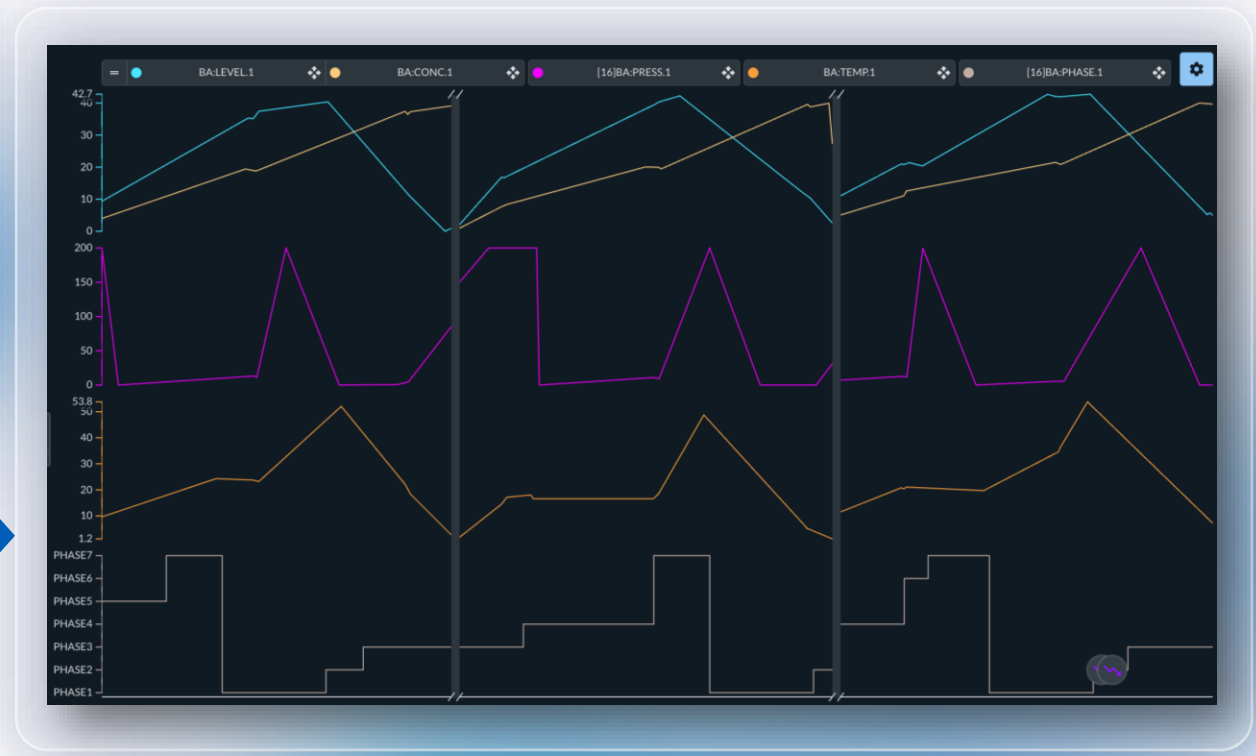 = BA:LEVEL.1 BA:CONC.1 [16]BA:PRESS.1 BA:TEMP.1 [16]BA:PHASE.1
42.7
40
30
20
10
0
200
150
100
50
0
53.8
50
40
30
20
10
1.2
PHASE7
PHASE6
PHASE5
PHASE4
PHASE3
PHASE2
PHASE1